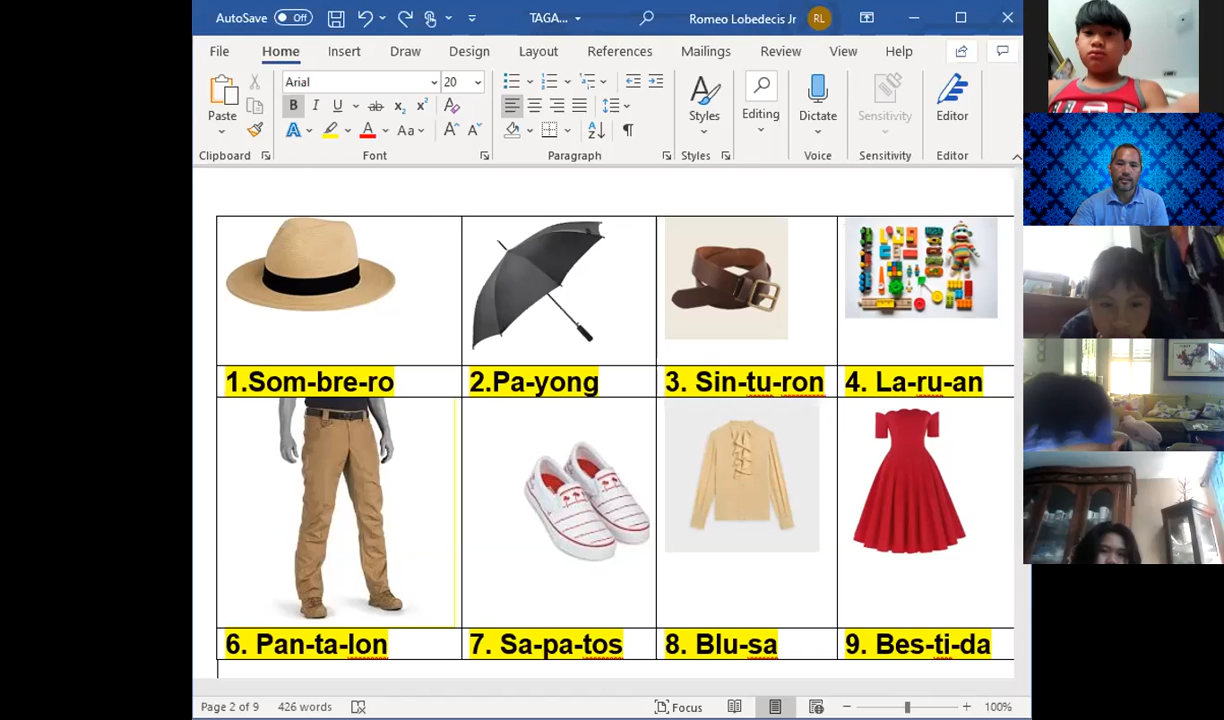 AutoSave Off TAGA... Romeo Lobedecis Jr RL
File Home Insert Draw Design Layout References Mailings Review View Help
Arial 20
Paste Styles Editing Dictate Sensitivity Editor
Clipboard Font Paragraph Styles Voice Sensitivity Editor
1.Som-bre-ro 2.Pa-yong 3. Sin-tu-ron 4. La-ru-an
6. Pan-ta-lon 7. Sa-pa-tos 8. Blu-sa 9. Bes-ti-da
Page 2 of 9 426 words Focus 100%